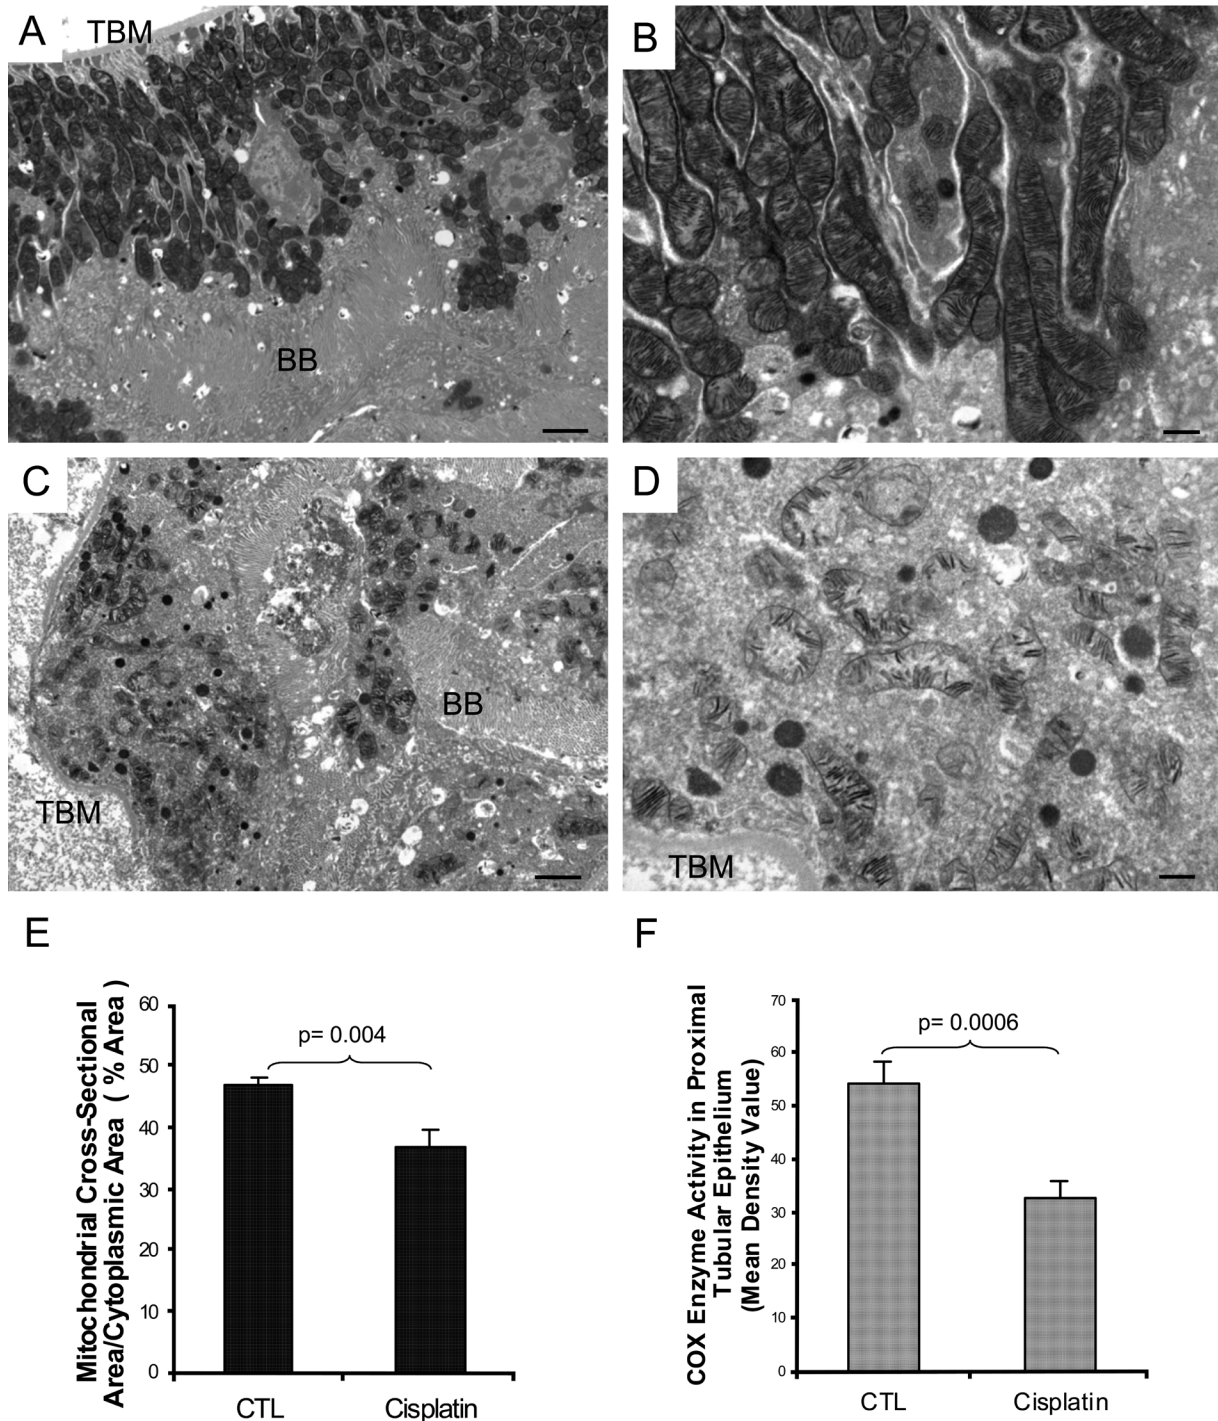 A
TBM
BB
B
C
BB
TBM
D
TBM
E
Mitochondrial Cross-Sectional
Area/Cytoplasmic Area ( % Area)
60
50
40
30
20
10
0
p= 0.004
CTL
Cisplatin
F
COX Enzyme Activity in Proximal
Tubular Epithelium
(Mean Density Value)
70
60
50
40
30
20
10
0
p= 0.0006
CTL
Cisplatin